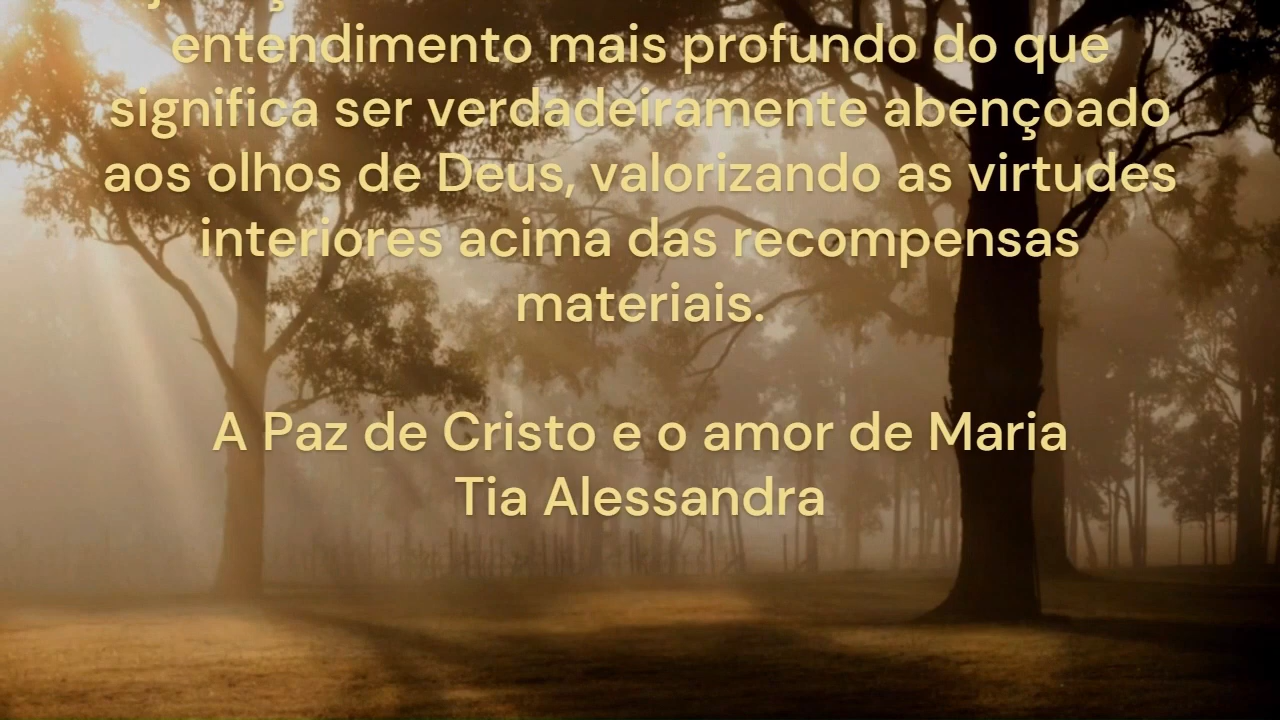 entendimento mais profundo do que
significa ser verdadeiramente abençoado
aos olhos de Deus, valorizando as virtudes
interiores acima das recompensas
materiais.
A Paz de Cristo e o amor de Maria
Tia Alessandra